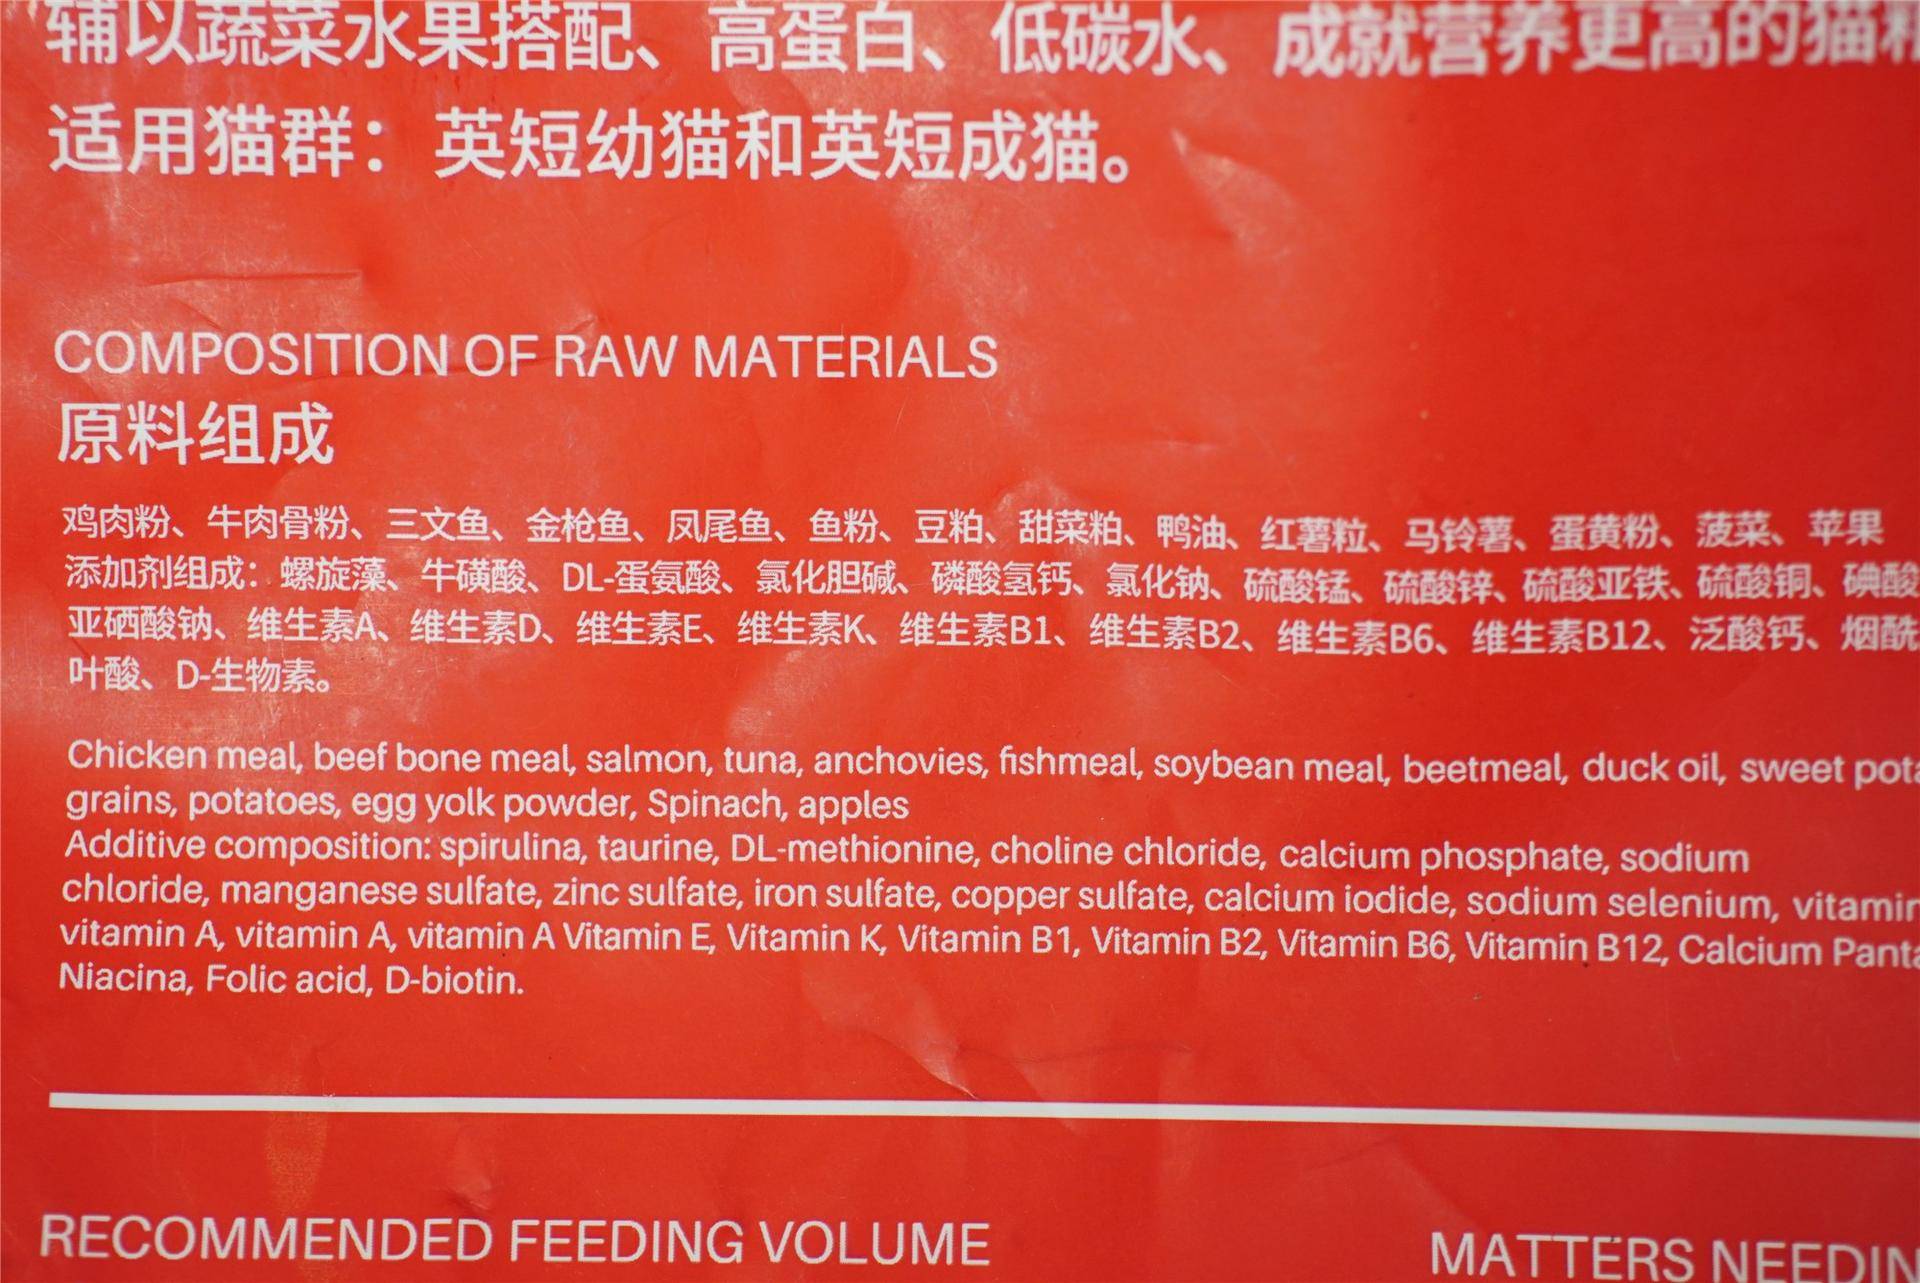 辅以蔬菜水果搭配、高蛋白、低碳水、成就营养更高的猫粮
适用猫群：英短幼猫和英短成猫。
COMPOSITION OF RAW MATERIALS
原料组成
鸡肉粉、牛肉骨粉、三文鱼、金枪鱼、凤尾鱼、鱼粉、豆粕、甜菜粕、鸭油、红薯粒、马铃薯、蛋黄粉、菠菜、苹果
添加剂组成：螺旋藻、牛磺酸、DL-蛋氨酸、氯化胆碱、磷酸氢钙、氯化钠、硫酸锰、硫酸锌、硫酸亚铁、硫酸铜、碘酸
亚硒酸钠、维生素A、维生素D、维生素E、维生素K、维生素B1、维生素B2、维生素B6、维生素B12、泛酸钙、烟酰
叶酸、D-生物素。
Chicken meal, beef bone meal, salmon, tuna, anchovies, fishmeal, soybean meal, beetmeal, duck oil, sweet pota
grains, potatoes, egg yolk powder, Spinach, apples
Additive composition: spirulina, taurine, DL-methionine, choline chloride, calcium phosphate, sodium
chloride, manganese sulfate, zinc sulfate, iron sulfate, copper sulfate, calcium iodide, sodium selenium, vitamin
vitamin A, vitamin A, vitamin A Vitamin E, Vitamin K, Vitamin B1, Vitamin B2, Vitamin B6, Vitamin B12, Calcium Panta
Niacina, Folic acid, D-biotin.
RECOMMENDED FEEDING VOLUME
MATTERS NEEDIN